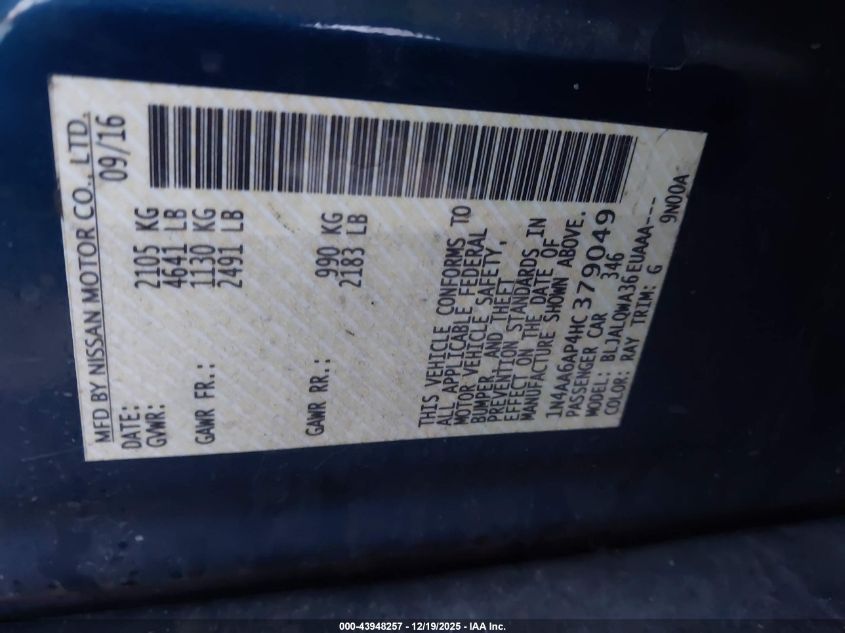 MFD BY NISSAN MOTOR CO., LTD.
DATE: 09/16
GVWR: 2105 KG
4641 LB
GAWR FR.: 1130 KG
2491 LB
GAWR RR.: 990 KG
2183 LB
THIS VEHICLE CONFORMS TO
ALL APPLICABLE FEDERAL
MOTOR VEHICLE SAFETY,
BUMPER, AND THEFT
PREVENTION STANDARDS IN
EFFECT ON THE DATE OF
MANUFACTURE SHOWN ABOVE.
1N4AA6AP4HC379049
PASSENGER CAR 346
MODEL: BLJALOWA36EUAAA----
COLOR: RAY TRIM: G 9N00A
000-43948257 - 12/19/2025 - IAA Inc.